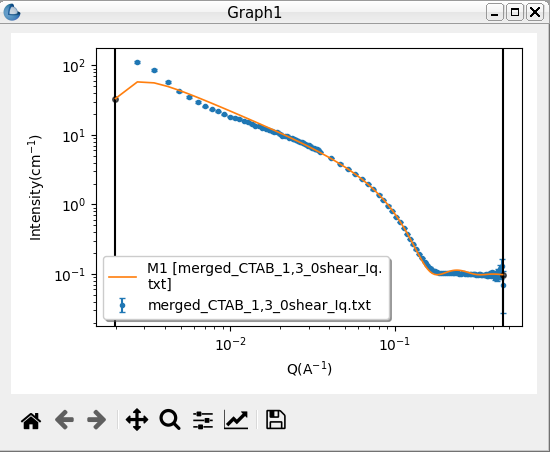 Graph1
Intensity(cm⁻¹)
10²
10¹
10⁰
10⁻¹
M1 [merged_CTAB_1,3_0shear_Iq.
txt]
merged_CTAB_1,3_0shear_Iq.txt
10⁻² 10⁻¹
Q(A⁻¹)